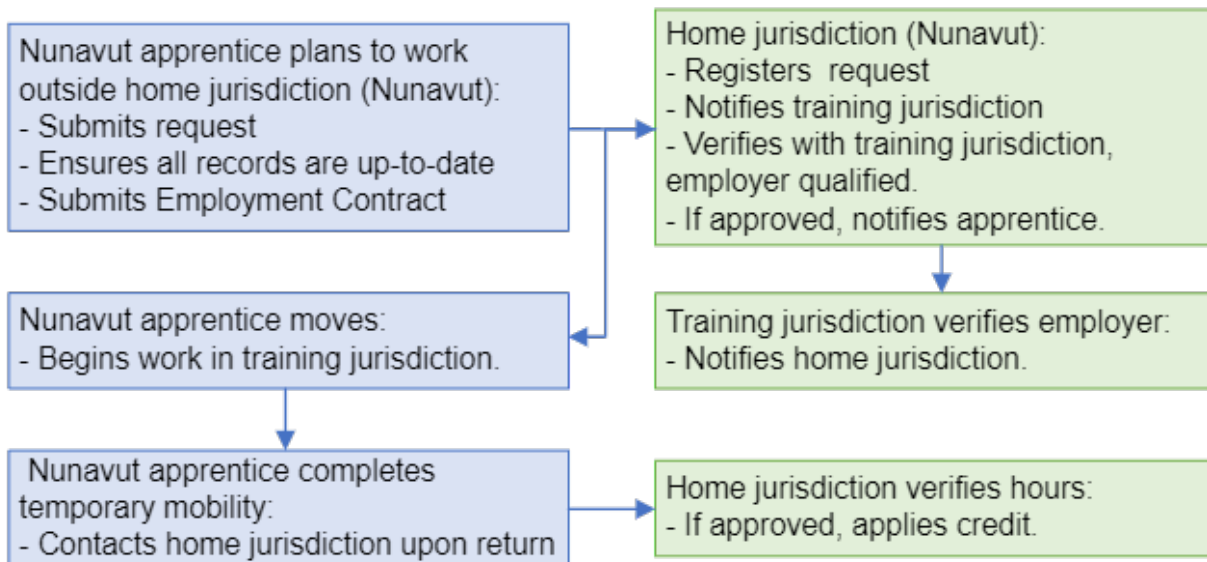 Nunavut apprentice plans to work
outside home jurisdiction (Nunavut):
- Submits request
- Ensures all records are up-to-date
- Submits Employment Contract
Home jurisdiction (Nunavut):
- Registers  request
- Notifies training jurisdiction
- Verifies with training jurisdiction,
employer qualified.
- If approved, notifies apprentice.
Nunavut apprentice moves:
- Begins work in training jurisdiction.
Training jurisdiction verifies employer:
- Notifies home jurisdiction.
Nunavut apprentice completes
temporary mobility:
- Contacts home jurisdiction upon return
Home jurisdiction verifies hours:
- If approved, applies credit.